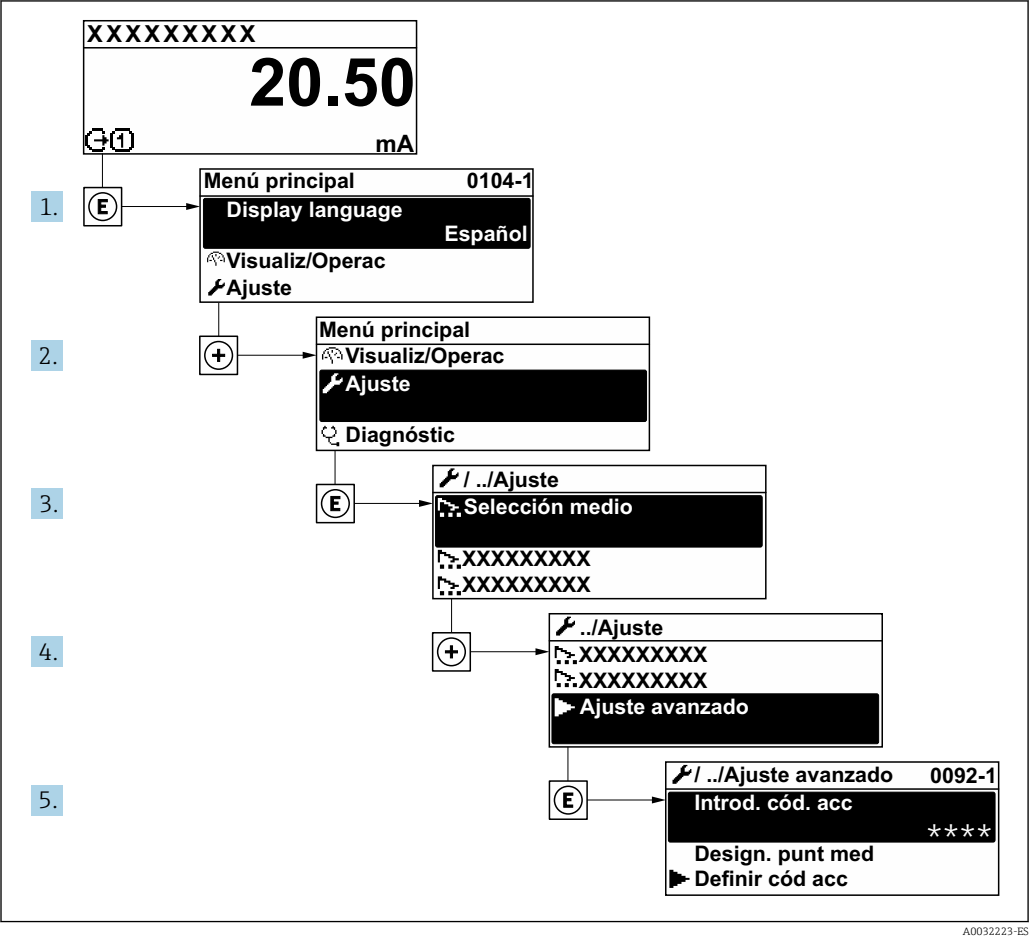 XXXXXXXXX
20.50
1
mA
1.
E
Menú principal 0104-1
Display language
Español
Visualiz/Operac
Ajuste
2.
+
Menú principal
Visualiz/Operac
Ajuste
Diagnóstic
3.
E
/ ../Ajuste
Selección medio
XXXXXXXXX
XXXXXXXXX
4.
+
../Ajuste
XXXXXXXXX
XXXXXXXXX
Ajuste avanzado
5.
E
/ ../Ajuste avanzado 0092-1
Introd. cód. acc
****
Design. punt med
Definir cód acc
A0032223-ES